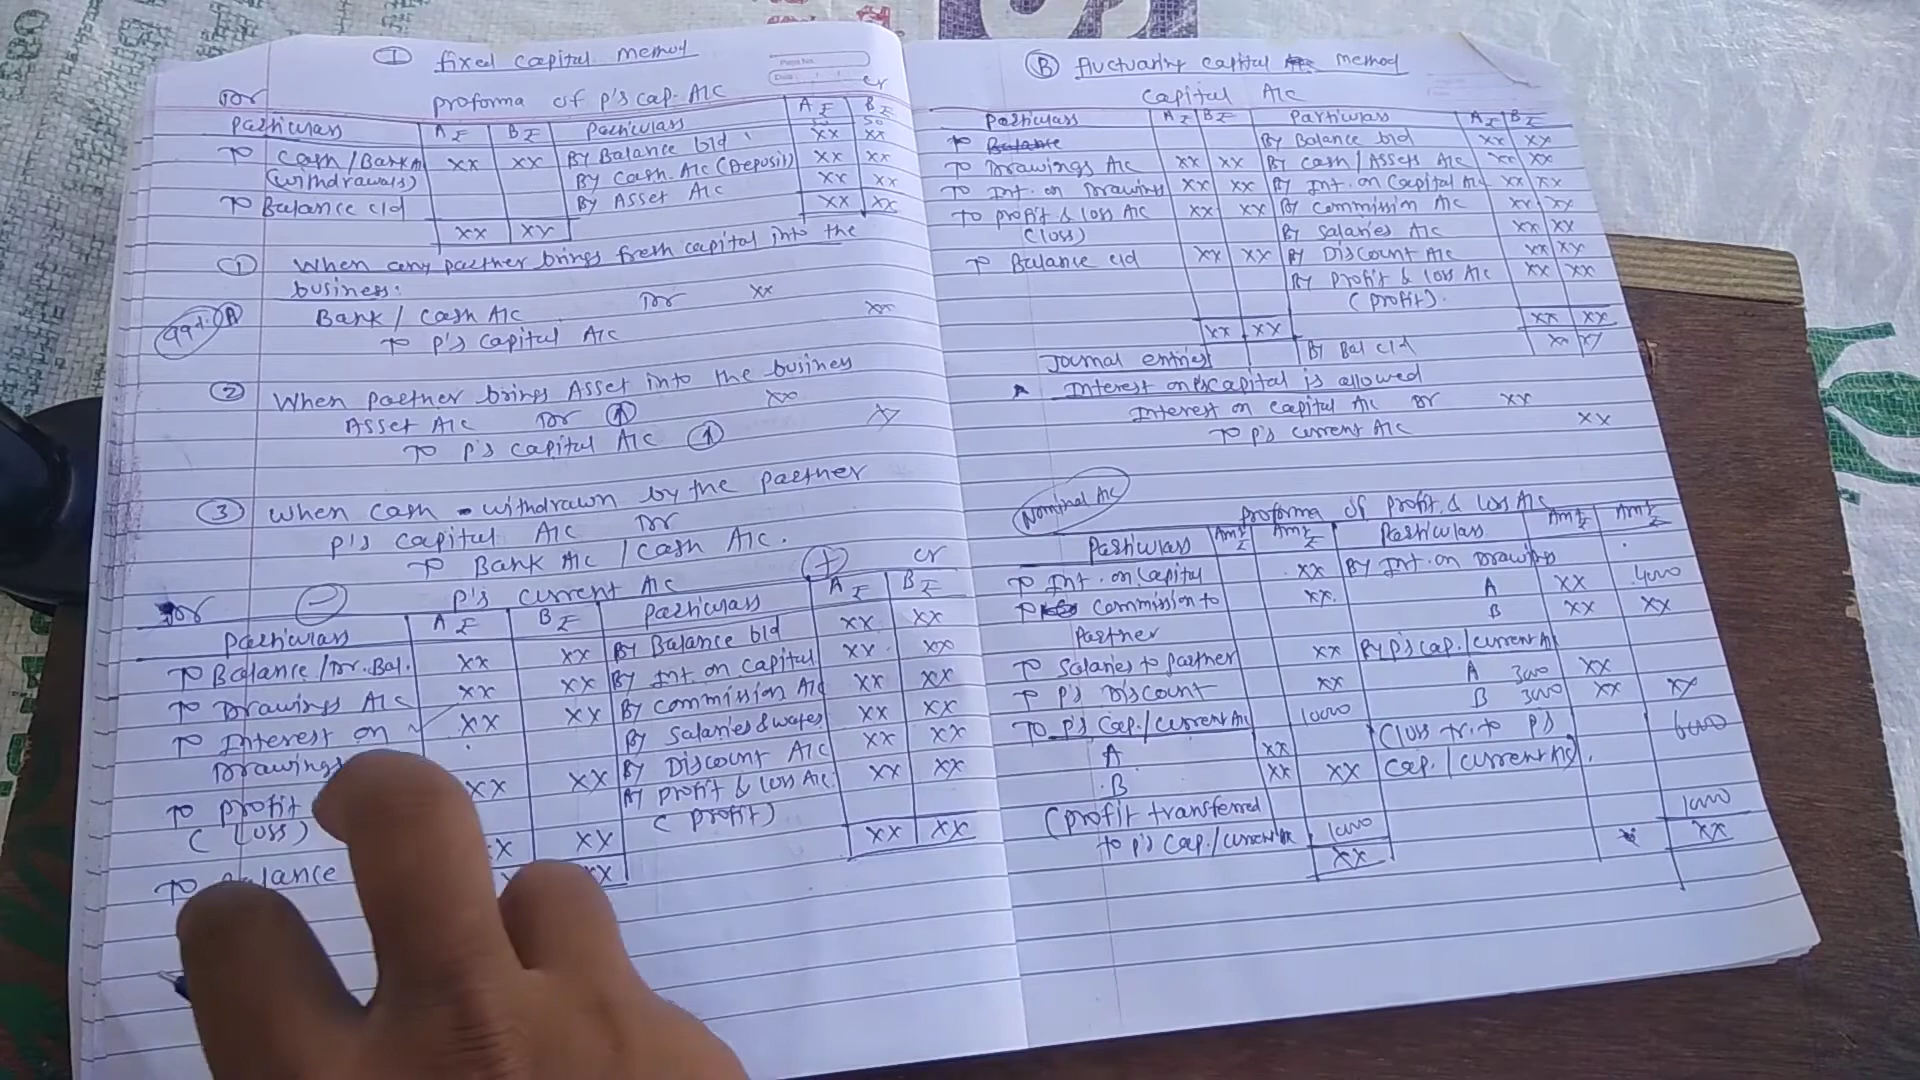 ① fixed capital method
Dr proforma of P's cap. A/c cr
Particulars A ₹ B ₹ Particulars A ₹ B ₹
To Cash / Bank A/c xx xx By Balance b/d xx xx
(withdrawals) By Cash A/c (Deposit) xx xx
To Balance c/d By Asset A/c xx xx
xx xx xx xx
① When any partner brings fresh capital into the
business:
Bank / Cash A/c Dr xx
To P's Capital A/c xx
② When partner brings Asset into the business
Asset A/c Dr ↑ xx
To P's Capital A/c ↑ xx
③ When cash withdrawn by the partner
P's capital A/c Dr
To Bank A/c / Cash A/c.
Dr − P's current A/c + cr
Particulars A ₹ B ₹ Particulars A ₹ B ₹
To Balance / Dr. Bal. xx xx By Balance b/d xx xx
To Drawings A/c xx xx By Int. on capital xx xx
To Interest on xx xx By Commission A/c xx xx
Drawings By Salaries & wages xx xx
To profit xx xx By Discount A/c xx xx
(Loss) By profit & loss A/c xx xx
xx (profit)
To Balance xx xx xx
Ⓑ fluctuating capital method
Capital A/c
Particulars A ₹ B ₹ Particulars A ₹ B ₹
To Balance By Balance b/d xx xx
To Drawings A/c xx xx By cash / Assets A/c xx xx
To Int. on Drawings xx xx By Int. on Capital A/c xx xx
To profit & loss A/c xx xx By Commission A/c xx xx
(Loss) By Salaries A/c xx xx
To Balance c/d xx xx By Discount A/c xx xx
By Profit & loss A/c xx xx
(Profit).
xx xx xx xx
Journal entries By Bal c/d xx xx
Interest on P's capital is allowed
Interest on Capital A/c Dr xx
To P's current A/c xx
Nominal A/c
Proforma of Profit & Loss A/c
Particulars Amt ₹ Amt ₹ Particulars Amt ₹ Amt ₹
To Int. on Capital xx By Int. on Drawings
To Commission to xx. A xx 4000
Partner B xx xx
To Salaries to partner xx By P's cap. / current A/c
To P's Discount xx A 3000 xx
To P's Cap. / Current A/c 10000 B 3000 xx xx
A xx (Loss tr. to P's 6000
B xx xx Cap. / current A/c).
(profit transferred 1000
to P's Cap. / current A/c 1000 xx
xx